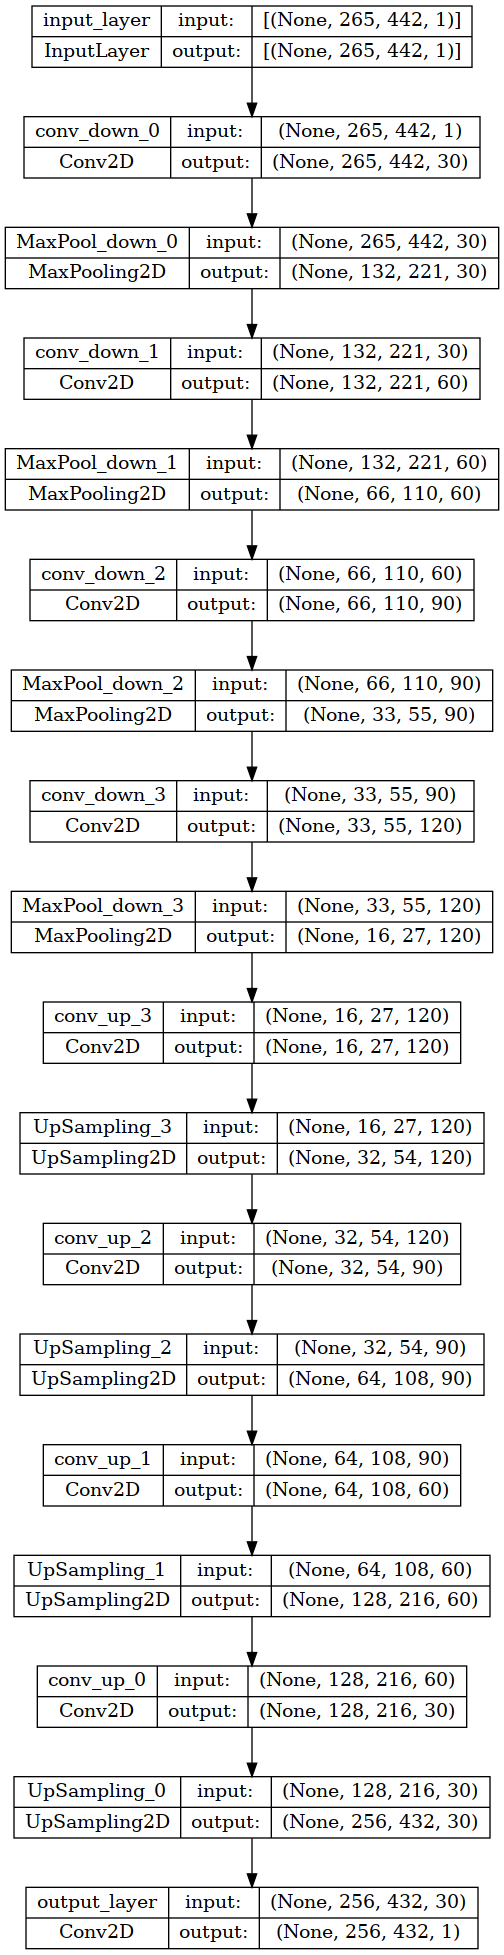 input_layer input: [(None, 265, 442, 1)]
InputLayer output: [(None, 265, 442, 1)]
conv_down_0 input: (None, 265, 442, 1)
Conv2D output: (None, 265, 442, 30)
MaxPool_down_0 input: (None, 265, 442, 30)
MaxPooling2D output: (None, 132, 221, 30)
conv_down_1 input: (None, 132, 221, 30)
Conv2D output: (None, 132, 221, 60)
MaxPool_down_1 input: (None, 132, 221, 60)
MaxPooling2D output: (None, 66, 110, 60)
conv_down_2 input: (None, 66, 110, 60)
Conv2D output: (None, 66, 110, 90)
MaxPool_down_2 input: (None, 66, 110, 90)
MaxPooling2D output: (None, 33, 55, 90)
conv_down_3 input: (None, 33, 55, 90)
Conv2D output: (None, 33, 55, 120)
MaxPool_down_3 input: (None, 33, 55, 120)
MaxPooling2D output: (None, 16, 27, 120)
conv_up_3 input: (None, 16, 27, 120)
Conv2D output: (None, 16, 27, 120)
UpSampling_3 input: (None, 16, 27, 120)
UpSampling2D output: (None, 32, 54, 120)
conv_up_2 input: (None, 32, 54, 120)
Conv2D output: (None, 32, 54, 90)
UpSampling_2 input: (None, 32, 54, 90)
UpSampling2D output: (None, 64, 108, 90)
conv_up_1 input: (None, 64, 108, 90)
Conv2D output: (None, 64, 108, 60)
UpSampling_1 input: (None, 64, 108, 60)
UpSampling2D output: (None, 128, 216, 60)
conv_up_0 input: (None, 128, 216, 60)
Conv2D output: (None, 128, 216, 30)
UpSampling_0 input: (None, 128, 216, 30)
UpSampling2D output: (None, 256, 432, 30)
output_layer input: (None, 256, 432, 30)
Conv2D output: (None, 256, 432, 1)